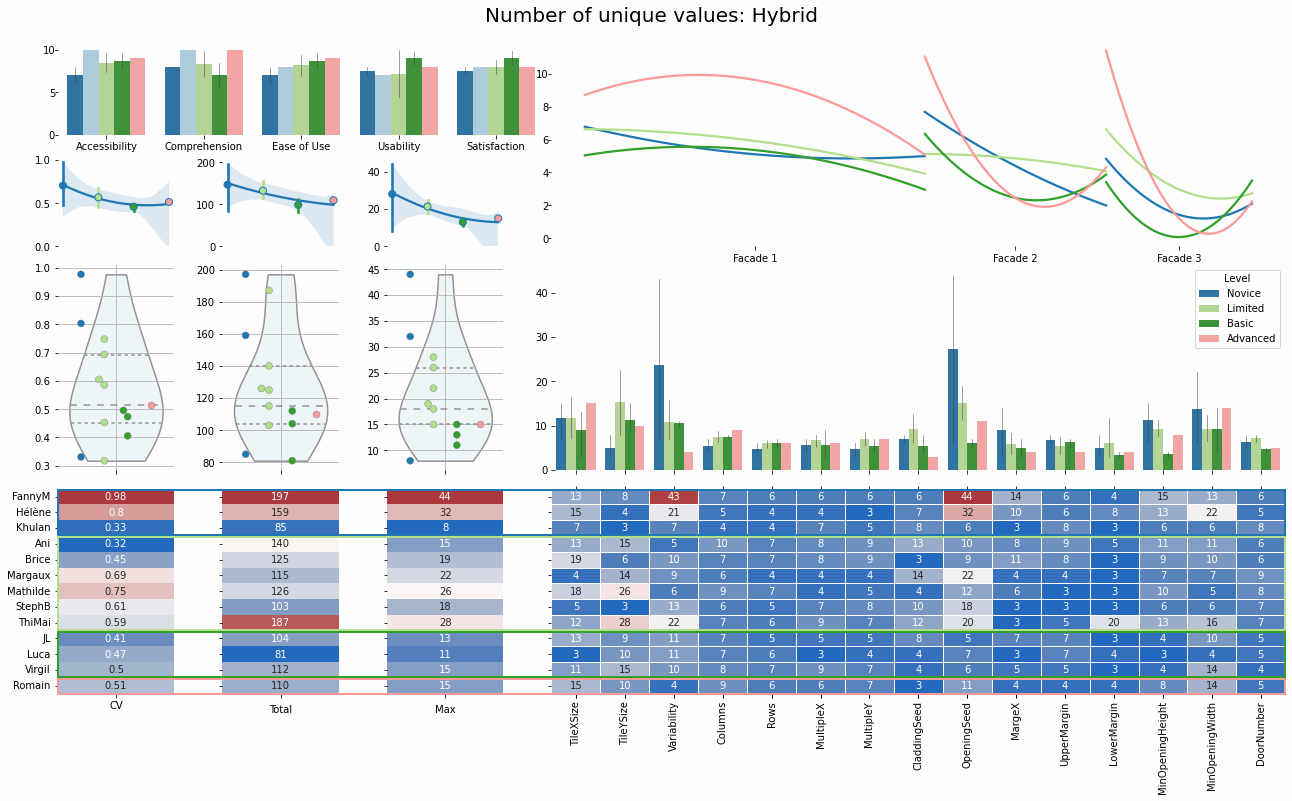 Number of unique values: Hybrid
10
5
0
Accessibility Comprehension Ease of Use Usability Satisfaction
10
8
6
4
2
0
Facade 1 Facade 2 Facade 3
1.0
0.5
0.0
200
100
0
40
20
0
1.0
0.9
0.8
0.7
0.6
0.5
0.4
0.3
200
180
160
140
120
100
80
45
40
35
30
25
20
15
10
40
30
20
10
0
Level
Novice
Limited
Basic
Advanced
FannyM 0.98 197 44 13 8 43 7 6 6 6 6 44 14 6 4 15 13 6
Hélène 0.8 159 32 15 4 21 5 4 4 3 7 32 10 6 8 13 22 5
Khulan 0.33 85 8 7 3 7 4 4 7 5 8 6 3 8 3 6 6 8
Ani 0.32 140 15 13 15 5 10 7 8 9 13 10 8 9 5 11 11 6
Brice 0.45 125 19 19 6 10 7 7 8 9 3 9 11 8 3 9 10 6
Margaux 0.69 115 22 4 14 9 6 4 4 4 14 22 4 4 3 7 7 9
Mathilde 0.75 126 26 18 26 6 9 7 4 5 4 12 6 3 3 10 5 8
StephB 0.61 103 18 5 3 13 6 5 7 8 10 18 3 3 3 6 6 7
ThiMai 0.59 187 28 12 28 22 7 6 9 7 12 20 3 5 20 13 16 7
JL 0.41 104 13 13 9 11 7 5 5 5 8 5 7 7 3 4 10 5
Luca 0.47 81 11 3 10 11 7 6 3 4 4 7 3 7 4 3 4 5
Virgil 0.5 112 15 11 15 10 8 7 9 7 4 6 5 5 3 4 14 4
Romain 0.51 110 15 15 10 4 9 6 6 7 3 11 4 4 4 8 14 5
CV Total Max
TileXSize
TileYSize
Variability
Columns
Rows
MultipleX
MultipleY
CladdingSeed
OpeningSeed
MargeX
UpperMargin
LowerMargin
MinOpeningHeight
MinOpeningWidth
DoorNumber